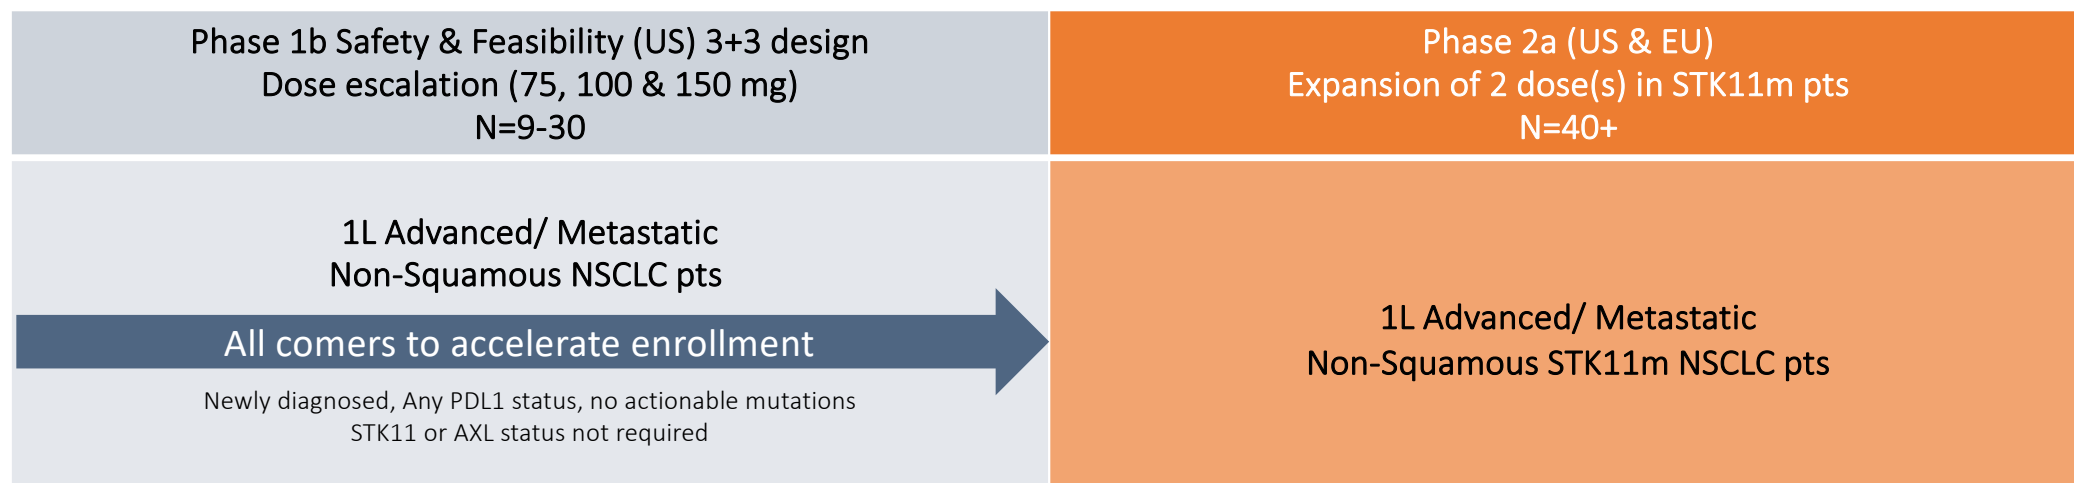 Phase 1b Safety & Feasibility (US) 3+3 design
Dose escalation (75, 100 & 150 mg)
N=9-30
Phase 2a (US & EU)
Expansion of 2 dose(s) in STK11m pts
N=40+
1L Advanced/ Metastatic
Non-Squamous NSCLC pts
All comers to accelerate enrollment
Newly diagnosed, Any PDL1 status, no actionable mutations
STK11 or AXL status not required
1L Advanced/ Metastatic
Non-Squamous STK11m NSCLC pts